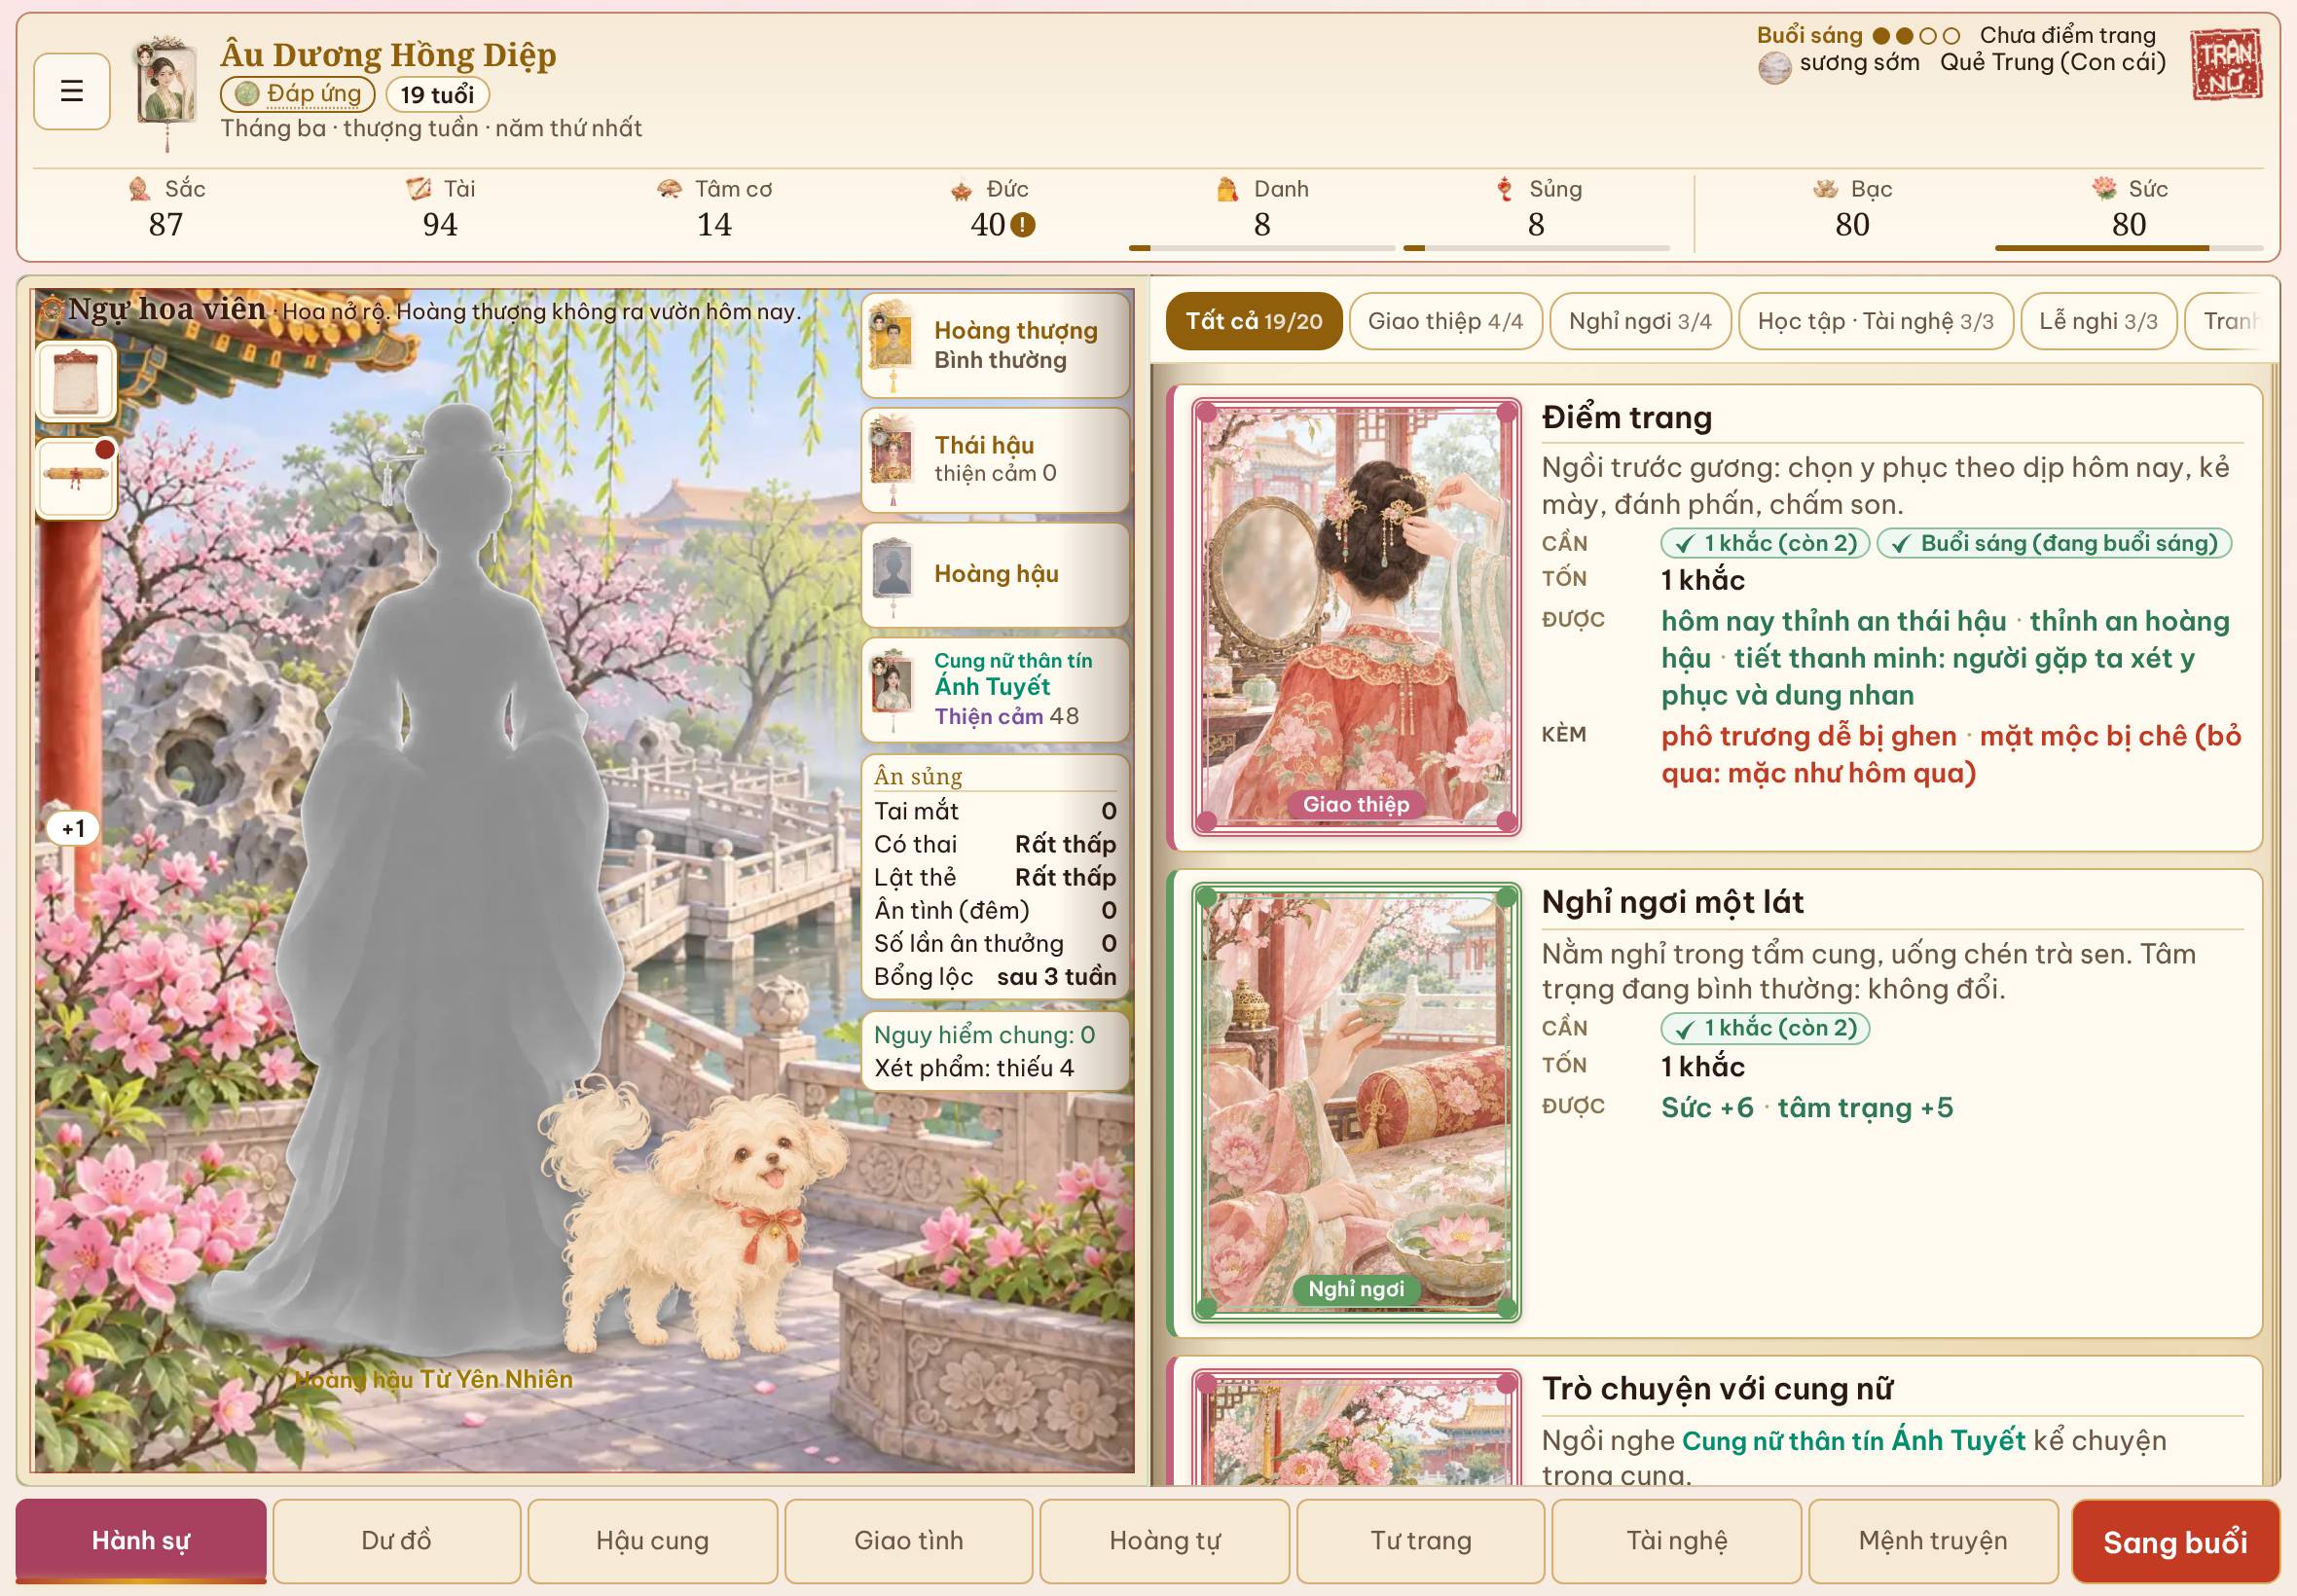 Âu Dương Hồng Diệp
Đáp ứng 19 tuổi
Tháng ba · thượng tuần · năm thứ nhất
Buổi sáng Chưa điểm trang
sương sớm Quẻ Trung (Con cái)
TRÂN
NỮ
Sắc Tài Tâm cơ Đức Danh Sủng Bạc Sức
87 94 14 40 ! 8 8 80 80
Ngự hoa viên · Hoa nở rộ. Hoàng thượng không ra vườn hôm nay.
+1
Hoàng hậu Từ Yên Nhiên
Hoàng thượng
Bình thường
Thái hậu
thiện cảm 0
Hoàng hậu
Cung nữ thân tín
Ánh Tuyết
Thiện cảm 48
Ân sủng
Tai mắt 0
Có thai Rất thấp
Lật thẻ Rất thấp
Ân tình (đêm) 0
Số lần ân thưởng 0
Bổng lộc sau 3 tuần
Nguy hiểm chung: 0
Xét phẩm: thiếu 4
Tất cả 19/20 Giao thiệp 4/4 Nghỉ ngơi 3/4 Học tập · Tài nghệ 3/3 Lễ nghi 3/3 Tranh
Giao thiệp
Điểm trang
Ngồi trước gương: chọn y phục theo dịp hôm nay, kẻ
mày, đánh phấn, chấm son.
CẦN ✓ 1 khắc (còn 2) ✓ Buổi sáng (đang buổi sáng)
TỐN 1 khắc
ĐƯỢC hôm nay thỉnh an thái hậu · thỉnh an hoàng
hậu · tiết thanh minh: người gặp ta xét y
phục và dung nhan
KÈM phô trương dễ bị ghen · mặt mộc bị chê (bỏ
qua: mặc như hôm qua)
Nghỉ ngơi
Nghỉ ngơi một lát
Nằm nghỉ trong tẩm cung, uống chén trà sen. Tâm
trạng đang bình thường: không đổi.
CẦN ✓ 1 khắc (còn 2)
TỐN 1 khắc
ĐƯỢC Sức +6 · tâm trạng +5
Trò chuyện với cung nữ
Ngồi nghe Cung nữ thân tín Ánh Tuyết kể chuyện
trong cung.
Hành sự Dư đồ Hậu cung Giao tình Hoàng tự Tư trang Tài nghệ Mệnh truyện Sang buổi